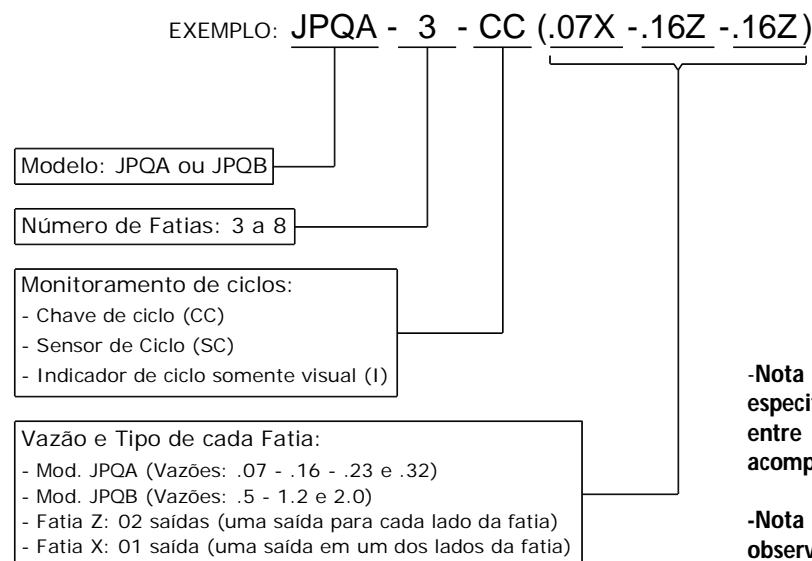 EXEMPLO: JPQA - 3 - CC (.07X -.16Z -.16Z)
Modelo: JPQA ou JPQB
Número de Fatias: 3 a 8
Monitoramento de ciclos:
- Chave de ciclo (CC)
- Sensor de Ciclo (SC)
- Indicador de ciclo somente visual (I)
Vazão e Tipo de cada Fatia:
- Mod. JPQA (Vazões: .07 - .16 - .23 e .32)
- Mod. JPQB (Vazões: .5 - 1.2 e 2.0)
- Fatia Z: 02 saídas (uma saída para cada lado da fatia)
- Fatia X: 01 saída (uma saída em um dos lados da fatia)
-Nota
entre
-Nota